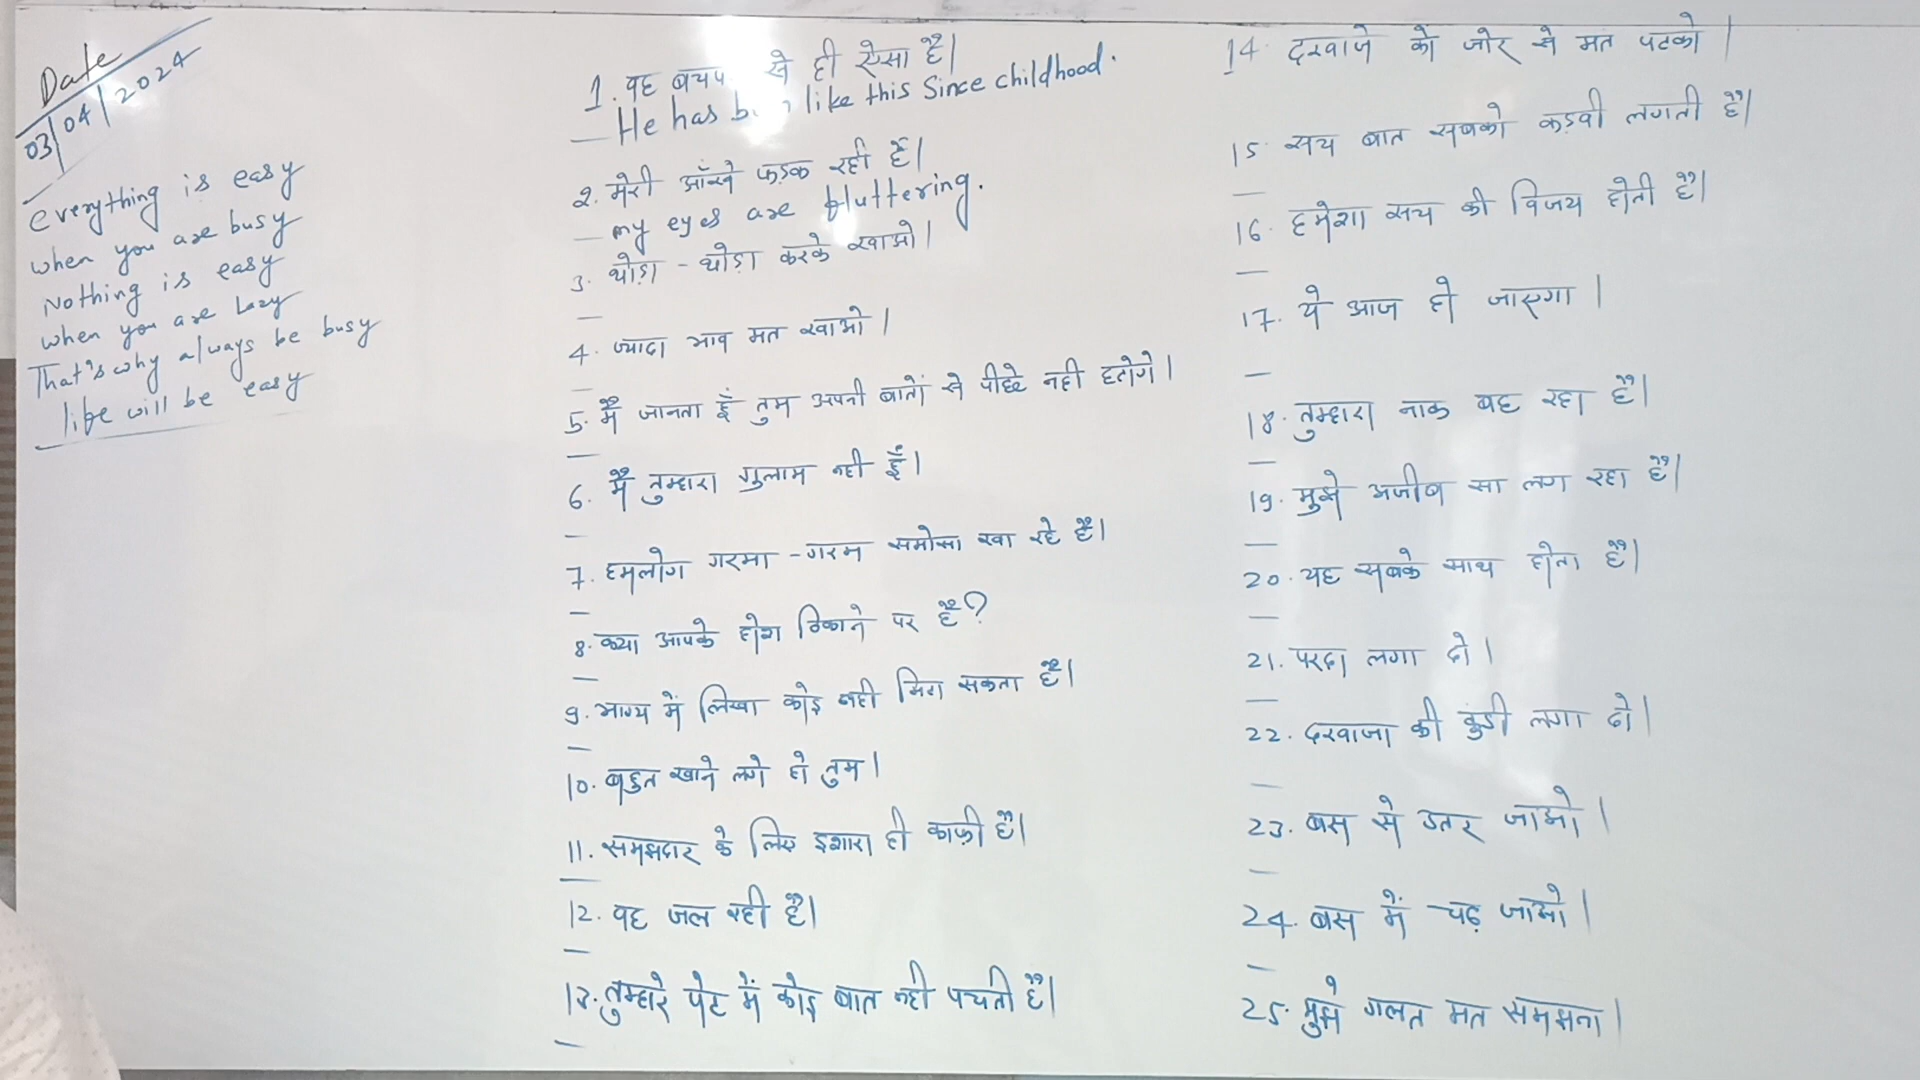 Date
03/04/2024
everything is easy
when you are busy
Nothing is easy
when you are Lazy
That's why always be busy
life will be easy
1. वह बचप से ही ऐसा है।
He has b like this Since childhood.
2. मेरी आँखे फड़क रही हैं।
my eyes are fluttering.
3. थोड़ा - थोड़ा करके खाओ।
4. ज्यादा भाव मत खाओ।
5. मैं जानता हूँ तुम अपनी बातों से पीछे नही हटोगे।
6. मैं तुम्हारा गुलाम नही हूँ।
7. हमलोग गरमा - गरम समोसा खा रहे हैं।
8. क्या आपके होश ठिकाने पर हैं?
9. भाग्य में लिखा कोइ नही मिटा सकता है।
10. बहुत खाने लगे हो तुम।
11. समझदार के लिए इशारा ही काफ़ी है।
12. वह जल रही है।
13. तुम्हारे पेट में कोइ बात नही पचती है।
14. दरवाजे को जोर से मत पटको।
15. सच बात सबको कड़वी लगती है।
16. हमेशा सच की विजय होती है।
17. ये आज हो जाएगा।
18. तुम्हारा नाक बह रहा है।
19. मुझे अजीब सा लग रहा है।
20. यह सबके साथ होता है।
21. परदा लगा दो।
22. दरवाजा की कुंडी लगा दो।
23. बस से उतर जाओ।
24. बस में चढ़ जाओ।
25. मुझे गलत मत समझना।